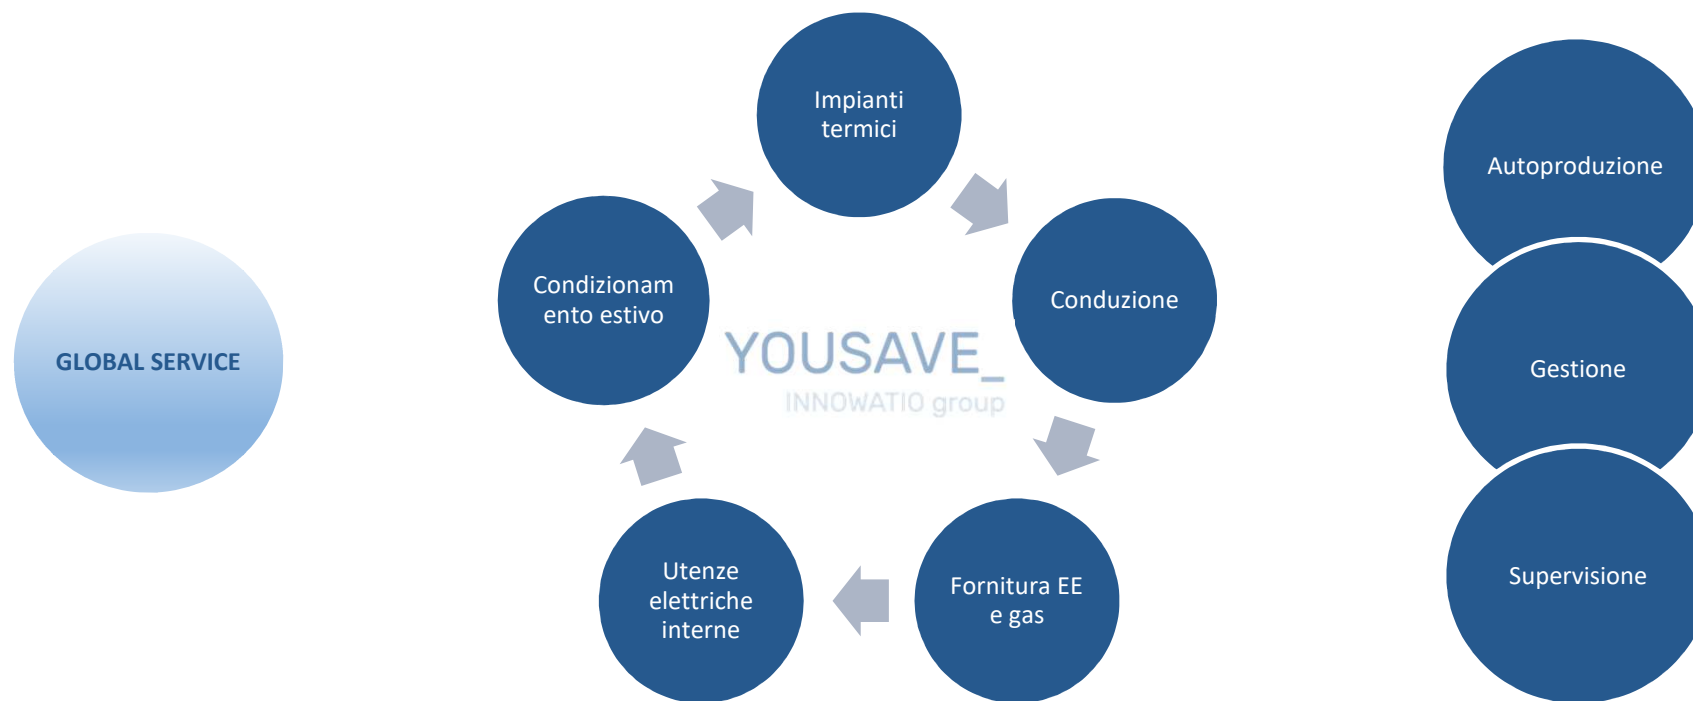 GLOBAL SERVICE
Impianti
termici
Conduzione
Fornitura EE
e gas
Utenze
elettriche
interne
Condizionam
ento estivo
YOUSAVE_
INNOWATIO group
Autoproduzione
Gestione
Supervisione